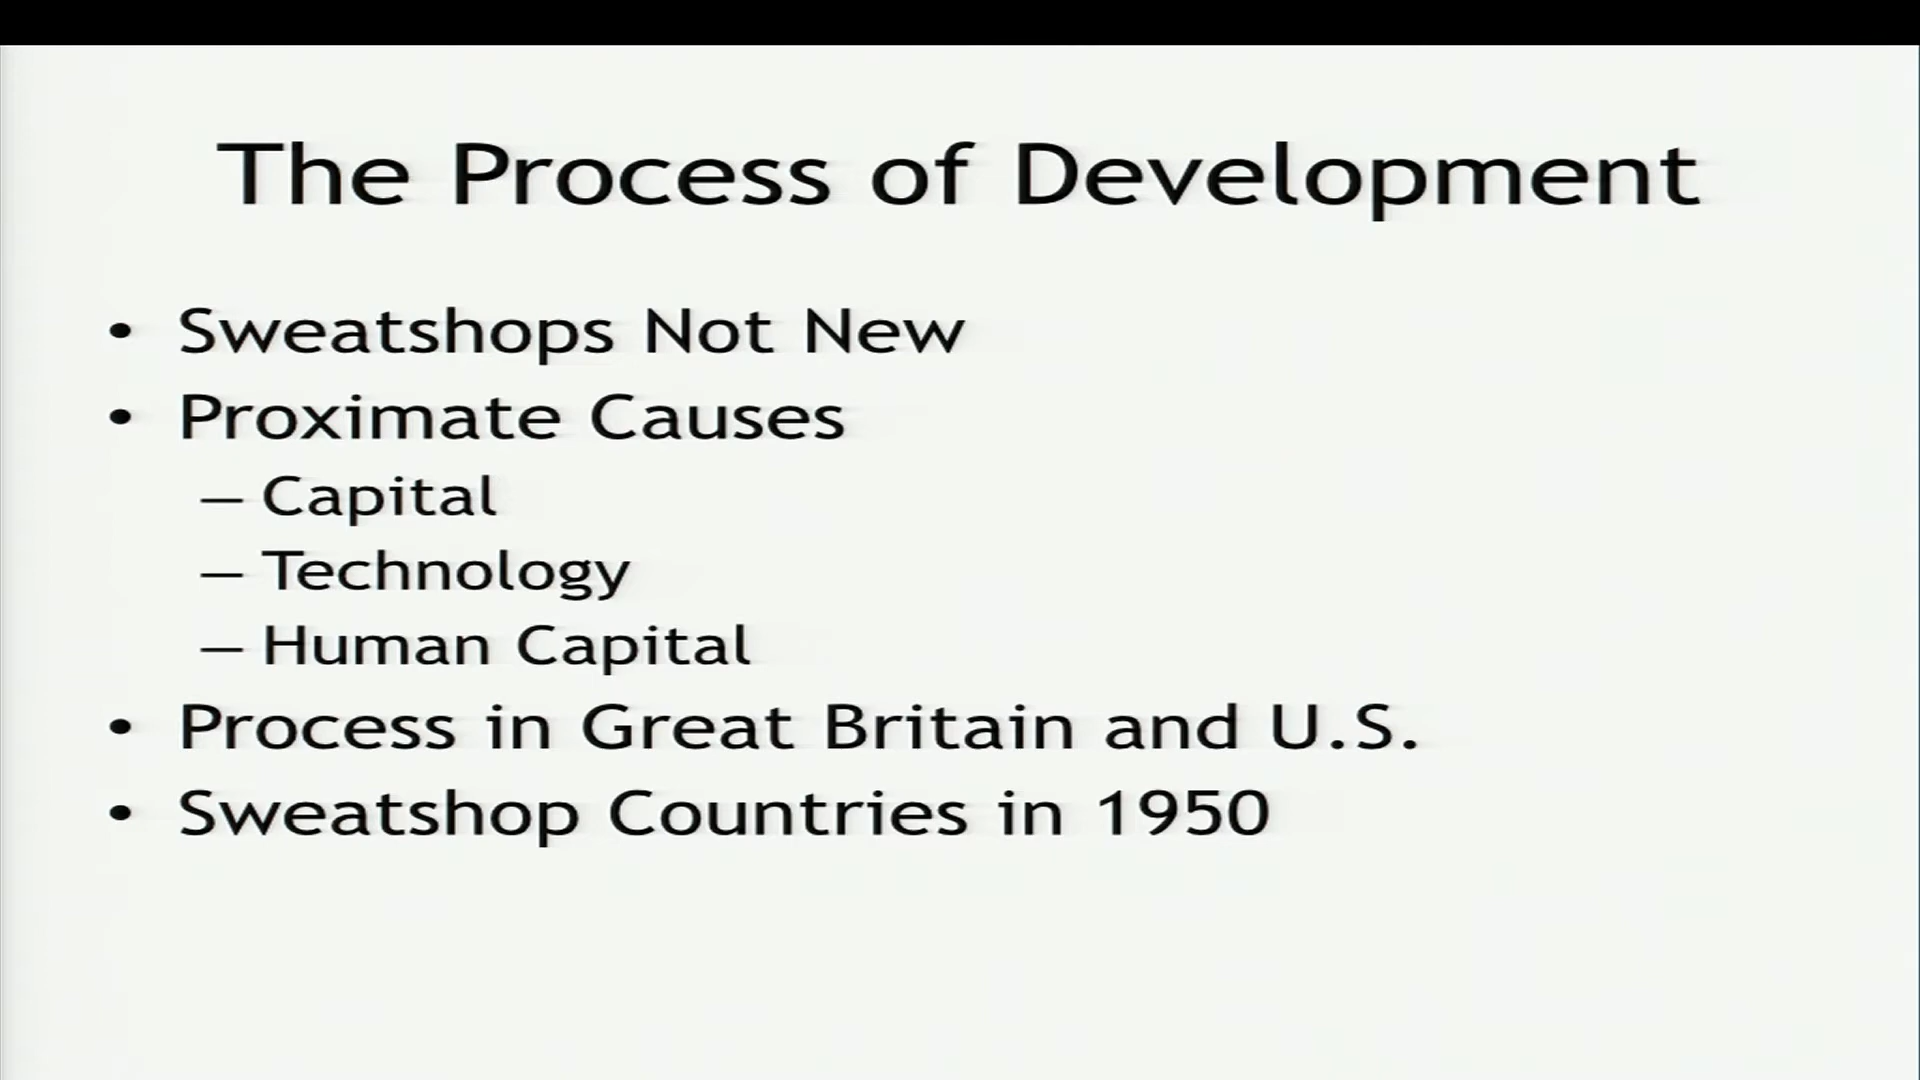 The Process of Development
• Sweatshops Not New
• Proximate Causes
– Capital
– Technology
– Human Capital
• Process in Great Britain and U.S.
• Sweatshop Countries in 1950